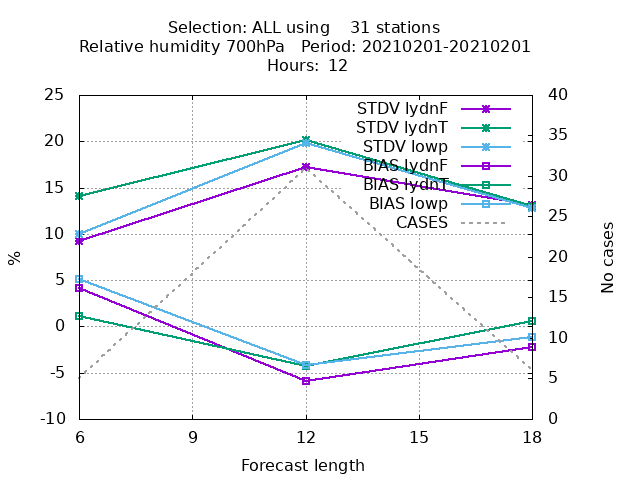 Selection: ALL using    31 stations
Relative humidity 700hPa   Period: 20210201-20210201
Hours: 12
25
20
15
10
5
0
-5
-10
40
35
30
25
20
15
10
5
0
%
No cases
STDV lydnF
STDV lydnT
STDV lowp
BIAS lydnF
BIAS lydnT
BIAS lowp
CASES
6
9
12
15
18
Forecast length